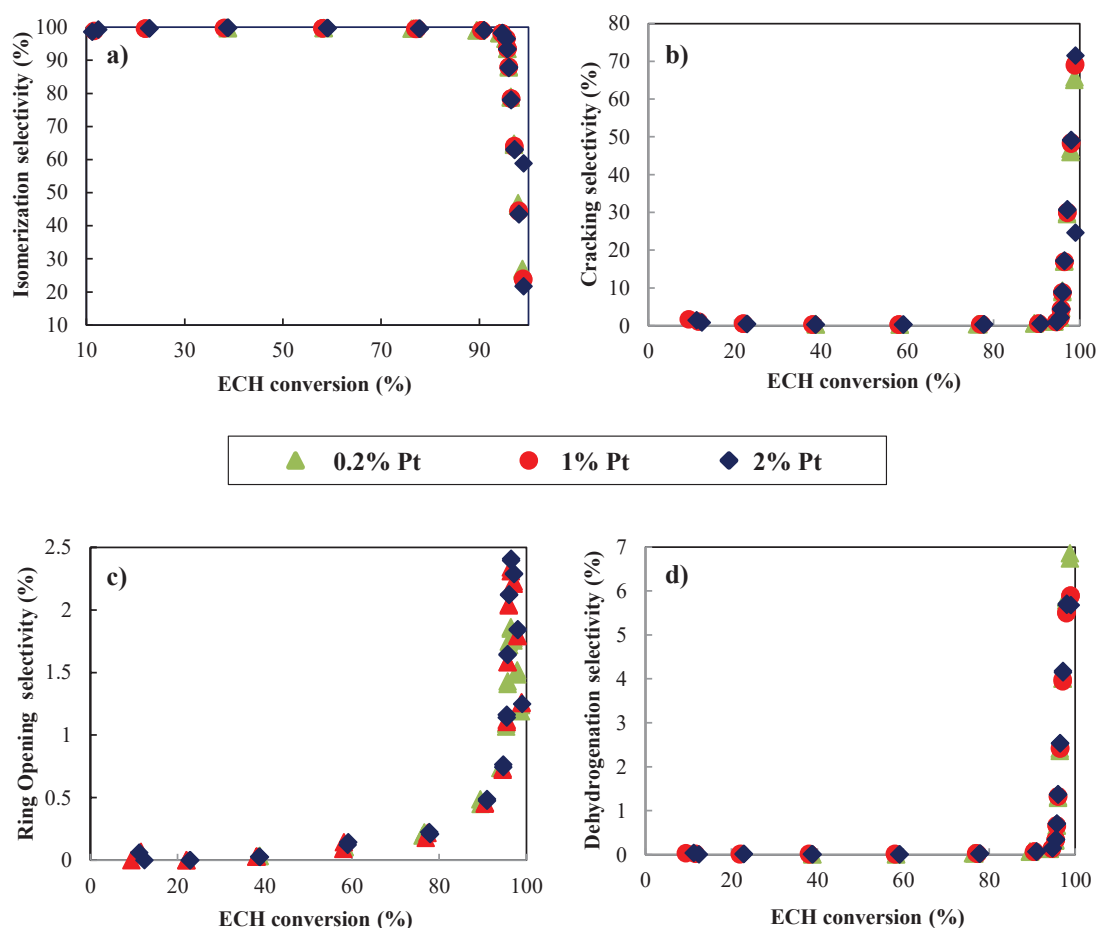 Isomerization selectivity (%)
100
90
80
70
60
50
40
30
20
10
a)
10 30 50 70 90
ECH conversion (%)
Cracking selectivity (%)
80
70
60
50
40
30
20
10
0
b)
0 20 40 60 80 100
ECH conversion (%)
0.2% Pt 1% Pt 2% Pt
Ring Opening selectivity (%)
2.5
2
1.5
1
0.5
0
c)
0 20 40 60 80 100
ECH conversion (%)
Dehydrogenation selectivity (%)
7
6
5
4
3
2
1
0
d)
0 20 40 60 80 100
ECH conversion (%)